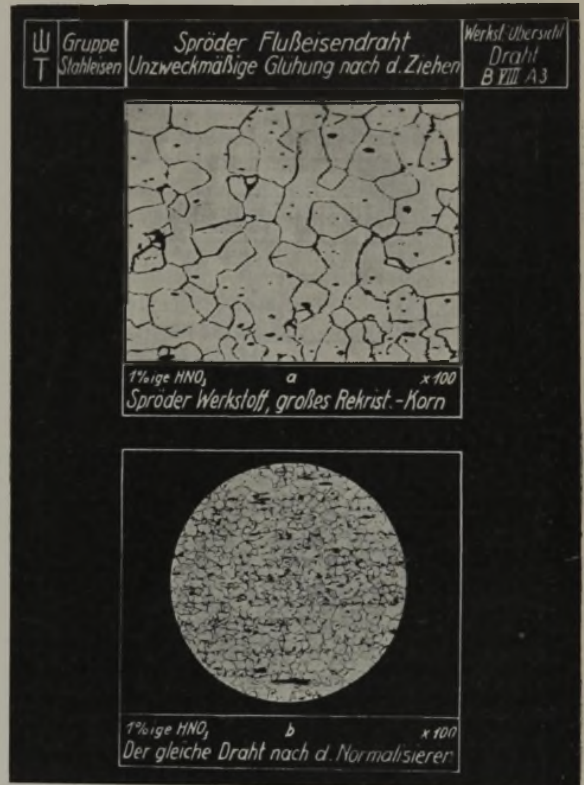 W
T
Gruppe
Stahleisen
Spröder Flußeisendraht
Unzweckmäßige Glühung nach d. Ziehen
Werkst.-Übersicht
Draht
B VIII A3
1%ige HNO₃ a x 100
Spröder Werkstoff, großes Rekrist.-Korn
1%ige HNO₃ b x 100
Der gleiche Draht nach d. Normalisieren